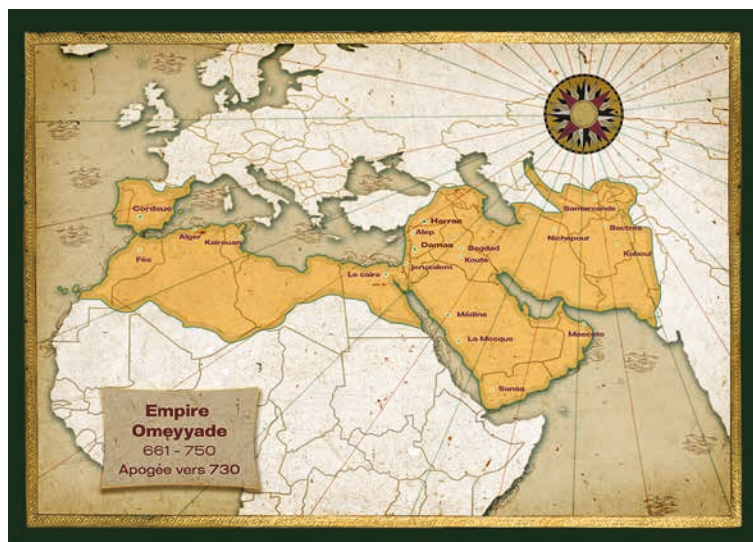 Cordoue
Alger
Kairouan
Fès
Le caire
Harran
Alep
Damas
Jerusalem
Bagdad
Koufa
Samarcande
Bactres
Nichapour
Kaboul
Médine
La Mecque
Mascate
Sanaa
Empire
Omeyyade
661 - 750
Apogée vers 730